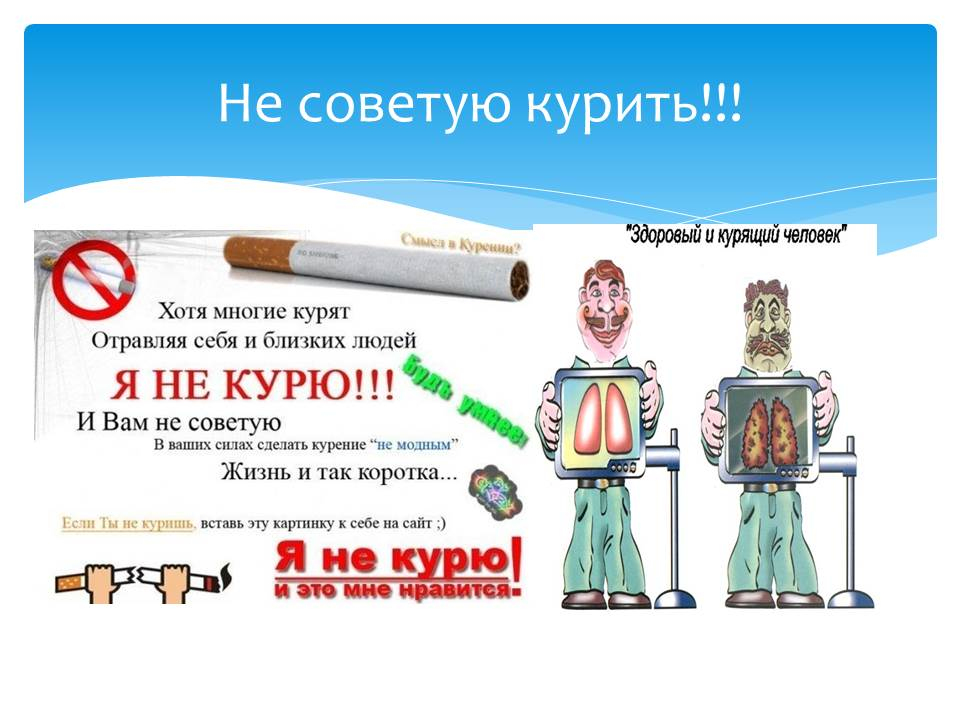 Не советую курить!!!
Смысл в Курении?
NO SMOKING
Хотя многие курят
Отравляя себя и близких людей
Я НЕ КУРЮ!!!
будь умнее!
И Вам не советую
В ваших силах сделать курение “не модным”
Жизнь и так коротка...
Если Ты не куришь, вставь эту картинку к себе на сайт ;)
Я не курю!
и это мне нравится.
"Здоровый и курящий человек"